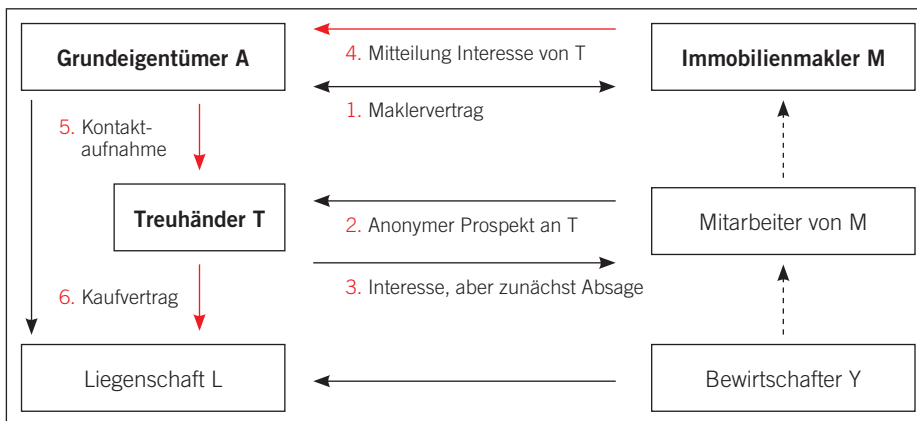 Grundeigentümer A
4. Mitteilung Interesse von T
Immobilienmakler M
1. Maklervertrag
5. Kontakt-
aufnahme
Treuhänder T
2. Anonymer Prospekt an T
Mitarbeiter von M
3. Interesse, aber zunächst Absage
6. Kaufvertrag
Liegenschaft L
Bewirtschafter Y